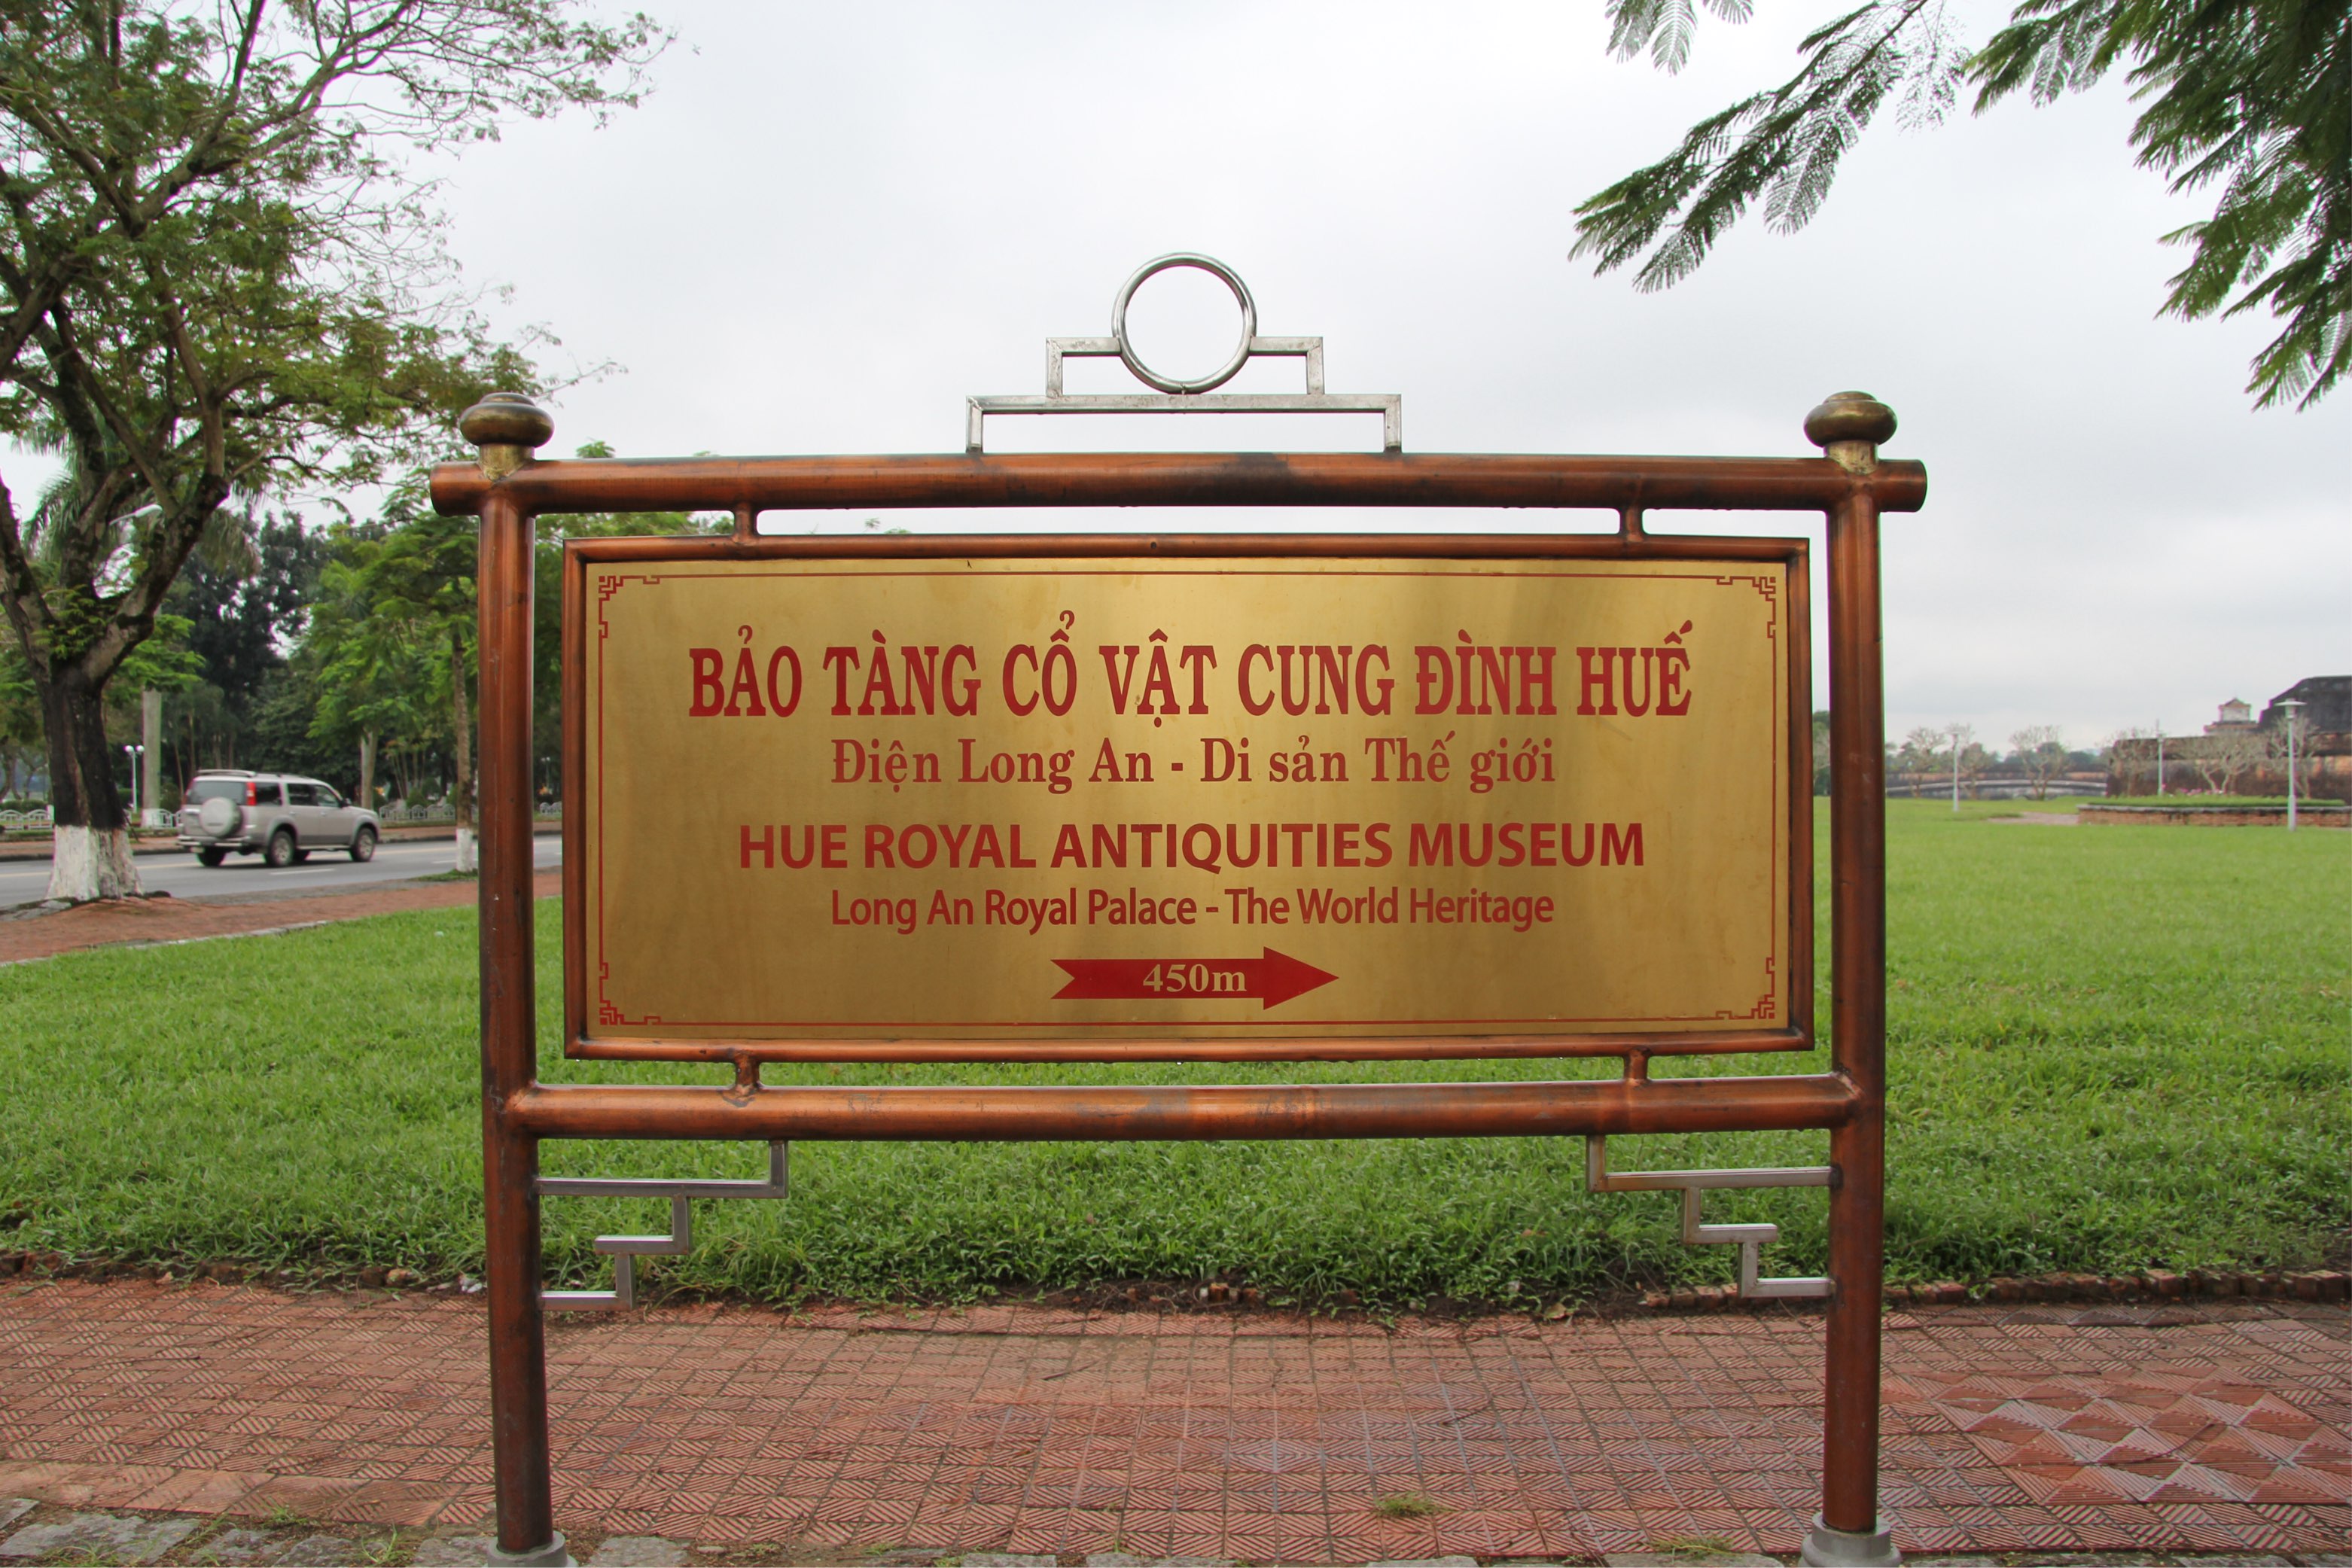 BẢO TÀNG CỔ VẬT CUNG ĐÌNH HUẾ
Điện Long An - Di sản Thế giới
HUE ROYAL ANTIQUITIES MUSEUM
Long An Royal Palace - The World Heritage
450m